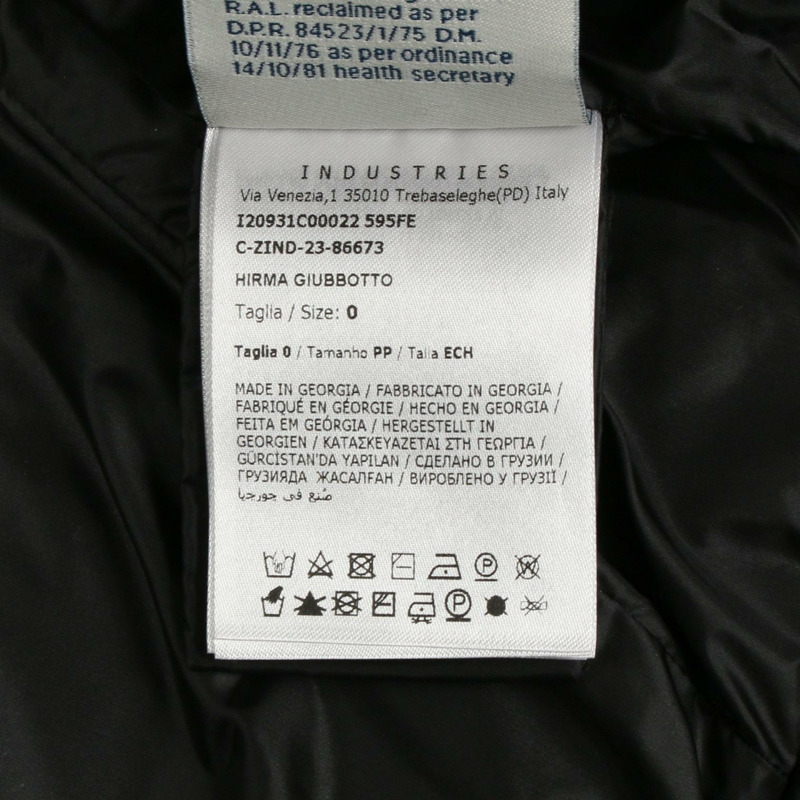 R.A.L. reclaimed as per
D.P.R. 84523/1/75 D.M.
10/11/76 as per ordinance
14/10/81 health secretary
INDUSTRIES
Via Venezia,1 35010 Trebaseleghe(PD) Italy
I20931C00022 595FE
C-ZIND-23-86673
HIRMA GIUBBOTTO
Taglia / Size: 0
Taglia 0 / Tamanho PP / Talla ECH
MADE IN GEORGIA / FABBRICATO IN GEORGIA /
FABRIQUÉ EN GÉORGIE / HECHO EN GEORGIA /
FEITA EM GEÓRGIA / HERGESTELLT IN
GEORGIEN / ΚΑΤΑΣΚΕΥΑΖΕΤΑΙ ΣΤΗ ΓΕΩΡΓΙΑ /
GÜRCİSTAN'DA YAPILAN / СДЕЛАНО В ГРУЗИИ /
ГРУЗИЯДА ЖАСАЛҒАН / ВИРОБЛЕНО У ГРУЗІЇ /
صُنع في جورجيا